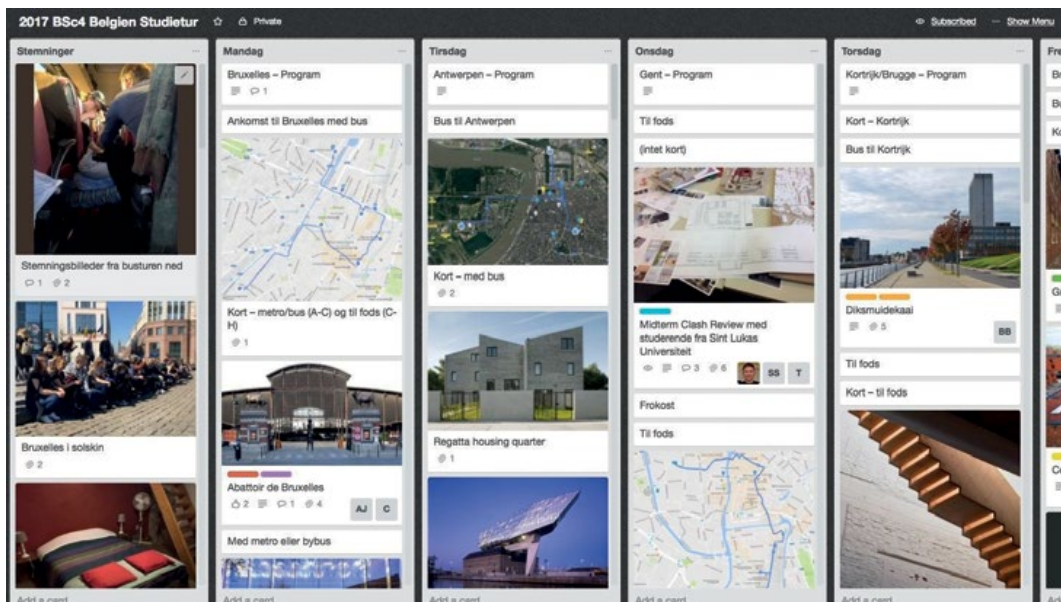 2017 BSc4 Belgien Studietur
Private
Subscribed
Show Menu
Stemninger
Stemningsbilleder fra busturen ned
1
2
Bruxelles i solskin
2
Add a card...
Mandag
Bruxelles – Program
1
Ankomst til Bruxelles med bus
Kort – metro/bus (A-C) og til fods (C-
H)
1
Abattoir de Bruxelles
2
1
4
AJ
C
Med metro eller bybus
Add a card...
Tirsdag
Antwerpen – Program
Bus til Antwerpen
Kort – med bus
2
Regatta housing quarter
1
Add a card...
Onsdag
Gent – Program
Til fods
(intet kort)
Midterm Clash Review med
studerende fra Sint Lukas
Universiteit
3
6
SS
T
Frokost
Til fods
Add a card...
Torsdag
Kortrijk/Brugge – Program
Kort – Kortrijk
Bus til Kortrijk
Diksmuidekaai
5
BB
Til fods
Kort – til fods
Add a card...